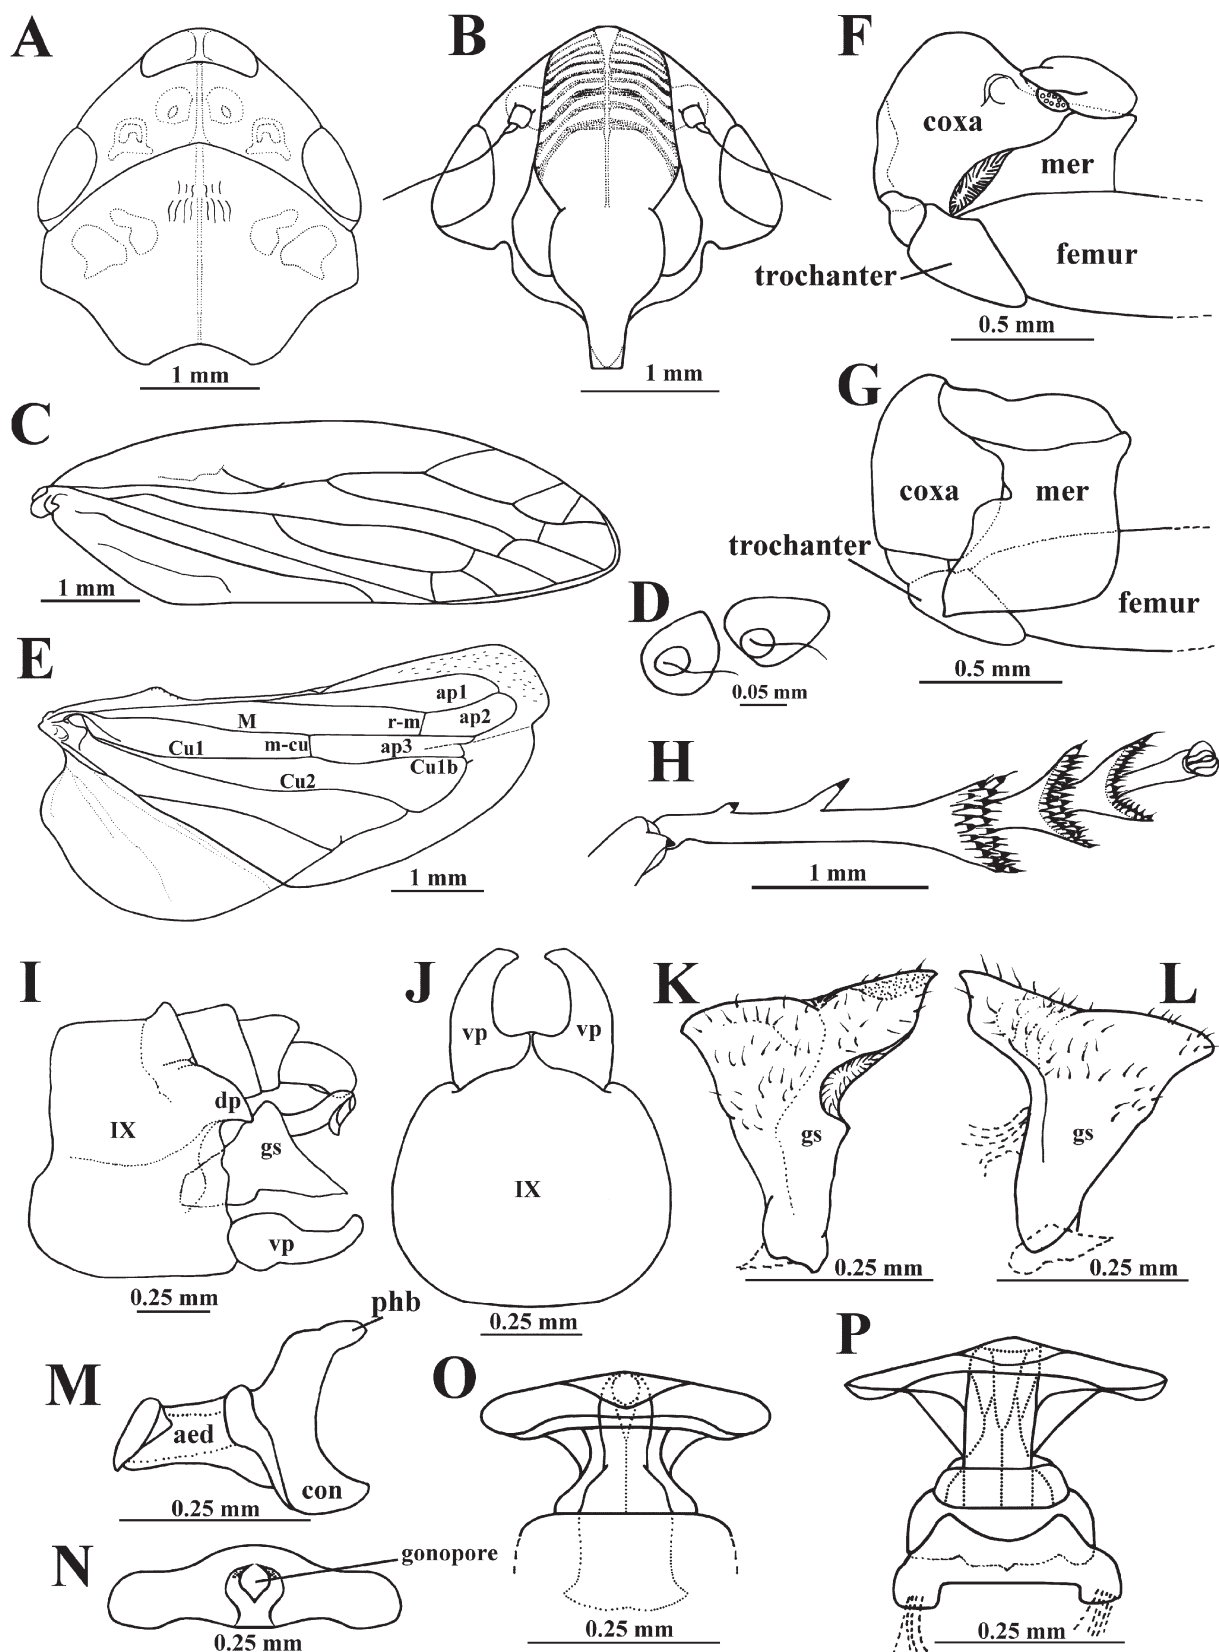 A
1 mm
B
1 mm
F
coxa
mer
trochanter
femur
0.5 mm
C
1 mm
G
coxa
mer
trochanter
femur
0.5 mm
D
0.05 mm
E
ap1
ap2
M
r-m
Cu1
m-cu
ap3
Cu1b
Cu2
1 mm
H
1 mm
I
dp
IX
gs
vp
0.25 mm
J
vp
vp
IX
0.25 mm
K
gs
0.25 mm
L
gs
0.25 mm
M
phb
aed
con
0.25 mm
N
gonopore
0.25 mm
O
0.25 mm
P
0.25 mm